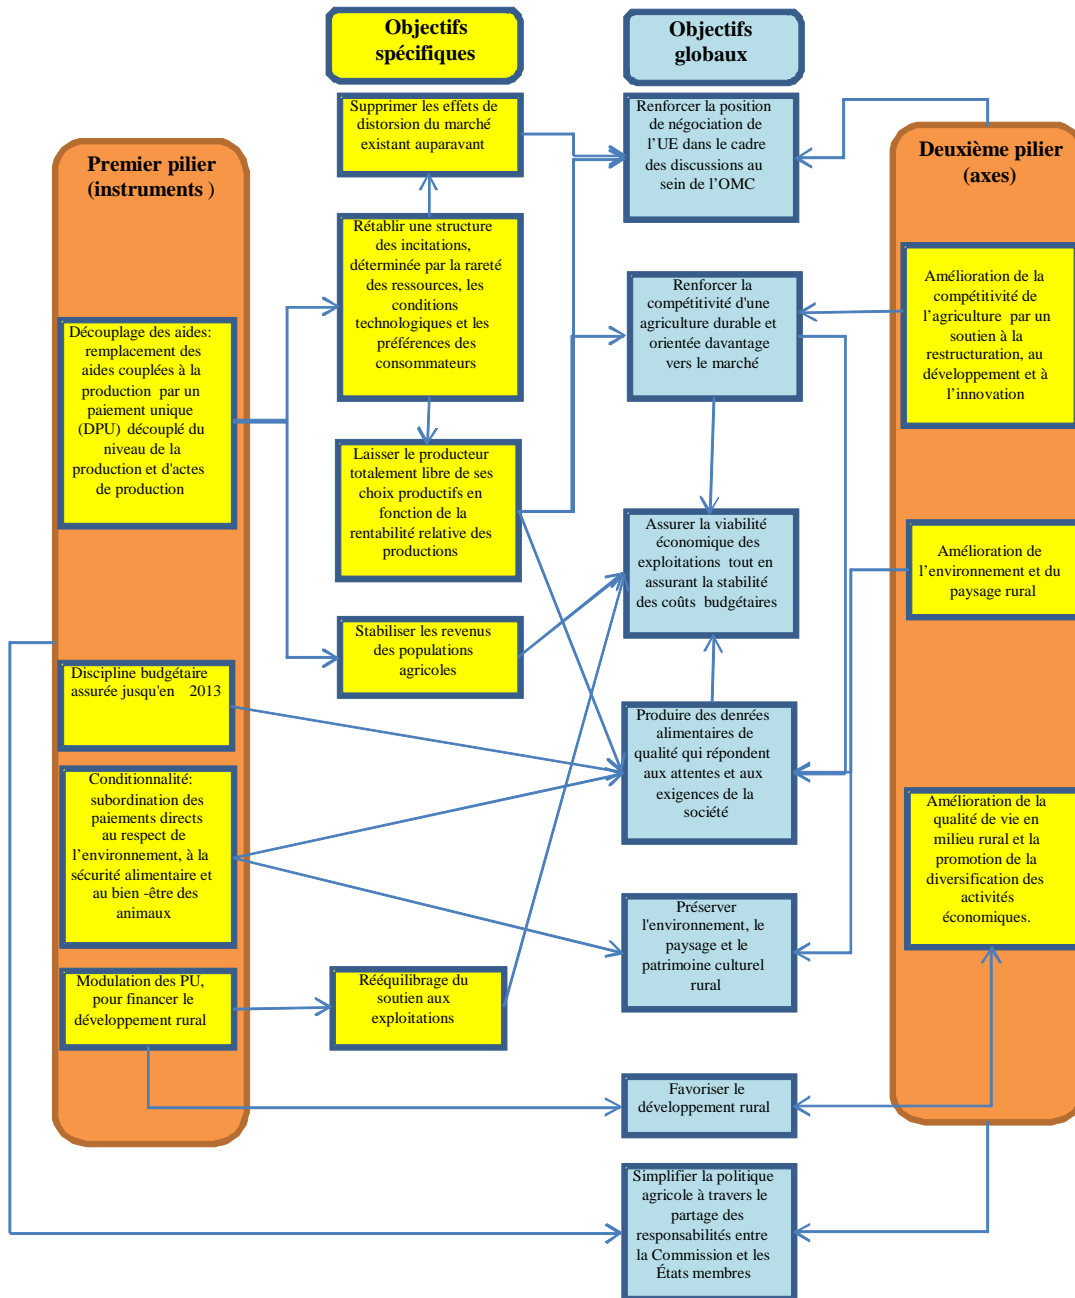 Objectifs
spécifiques
Objectifs
globaux
Premier pilier
(instruments )
Découplage des aides:
remplacement des
aides couplées à la
production par un
paiement unique
(DPU) découplé du
niveau de la
production et d'actes
de production
Discipline budgétaire
assurée jusqu'en 2013
Conditionnalité:
subordination des
paiements directs
au respect de
l’environnement, à la
sécurité alimentaire et
au bien -être des
animaux
Modulation des PU,
pour financer le
développement rural
Supprimer les effets de
distorsion du marché
existant auparavant
Rétablir une structure
des incitations,
déterminée par la rareté
des ressources, les
conditions
technologiques et les
préférences des
consommateurs
Laisser le producteur
totalement libre de ses
choix productifs en
fonction de la
rentabilité relative des
productions
Stabiliser les revenus
des populations
agricoles
Rééquilibrage du
soutien aux
exploitations
Renforcer la position
de négociation de
l’UE dans le cadre
des discussions au
sein de l’OMC
Renforcer la
compétitivité d'une
agriculture durable et
orientée davantage
vers le marché
Assurer la viabilité
économique des
exploitations tout en
assurant la stabilité
des coûts budgétaires
Produire des denrées
alimentaires de
qualité qui répondent
aux attentes et aux
exigences de la
société
Préserver
l'environnement, le
paysage et le
patrimoine culturel
rural
Favoriser le
développement rural
Simplifier la politique
agricole à travers le
partage des
responsabilités entre
la Commission et les
États membres
Deuxième pilier
(axes)
Amélioration de la
compétitivité de
l’agriculture par un
soutien à la
restructuration, au
développement et à
l’innovation
Amélioration de
l’environnement et du
paysage rural
Amélioration de la
qualité de vie en
milieu rural et la
promotion de la
diversification des
activités
économiques.